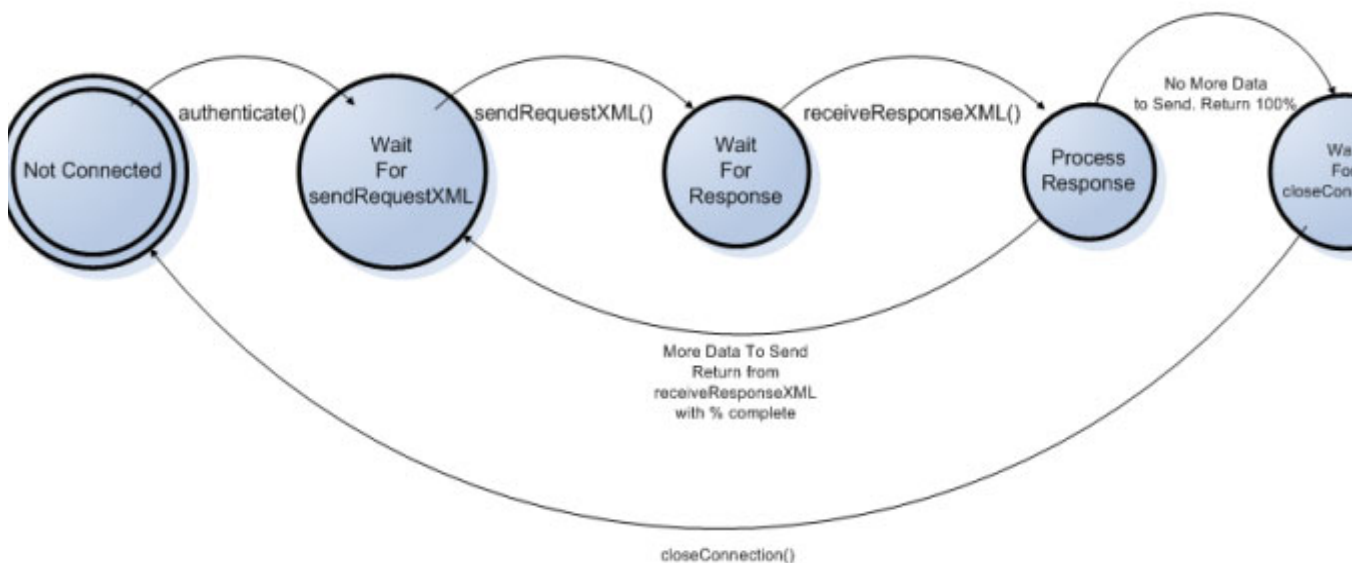 Not Connected
authenticate()
Wait
For
sendRequestXML
sendRequestXML()
Wait
For
Response
receiveResponseXML()
Process
Response
No More Data
to Send. Return 100%
For
More Data To Send
Return from
receiveResponseXML
with % complete
closeConnection()